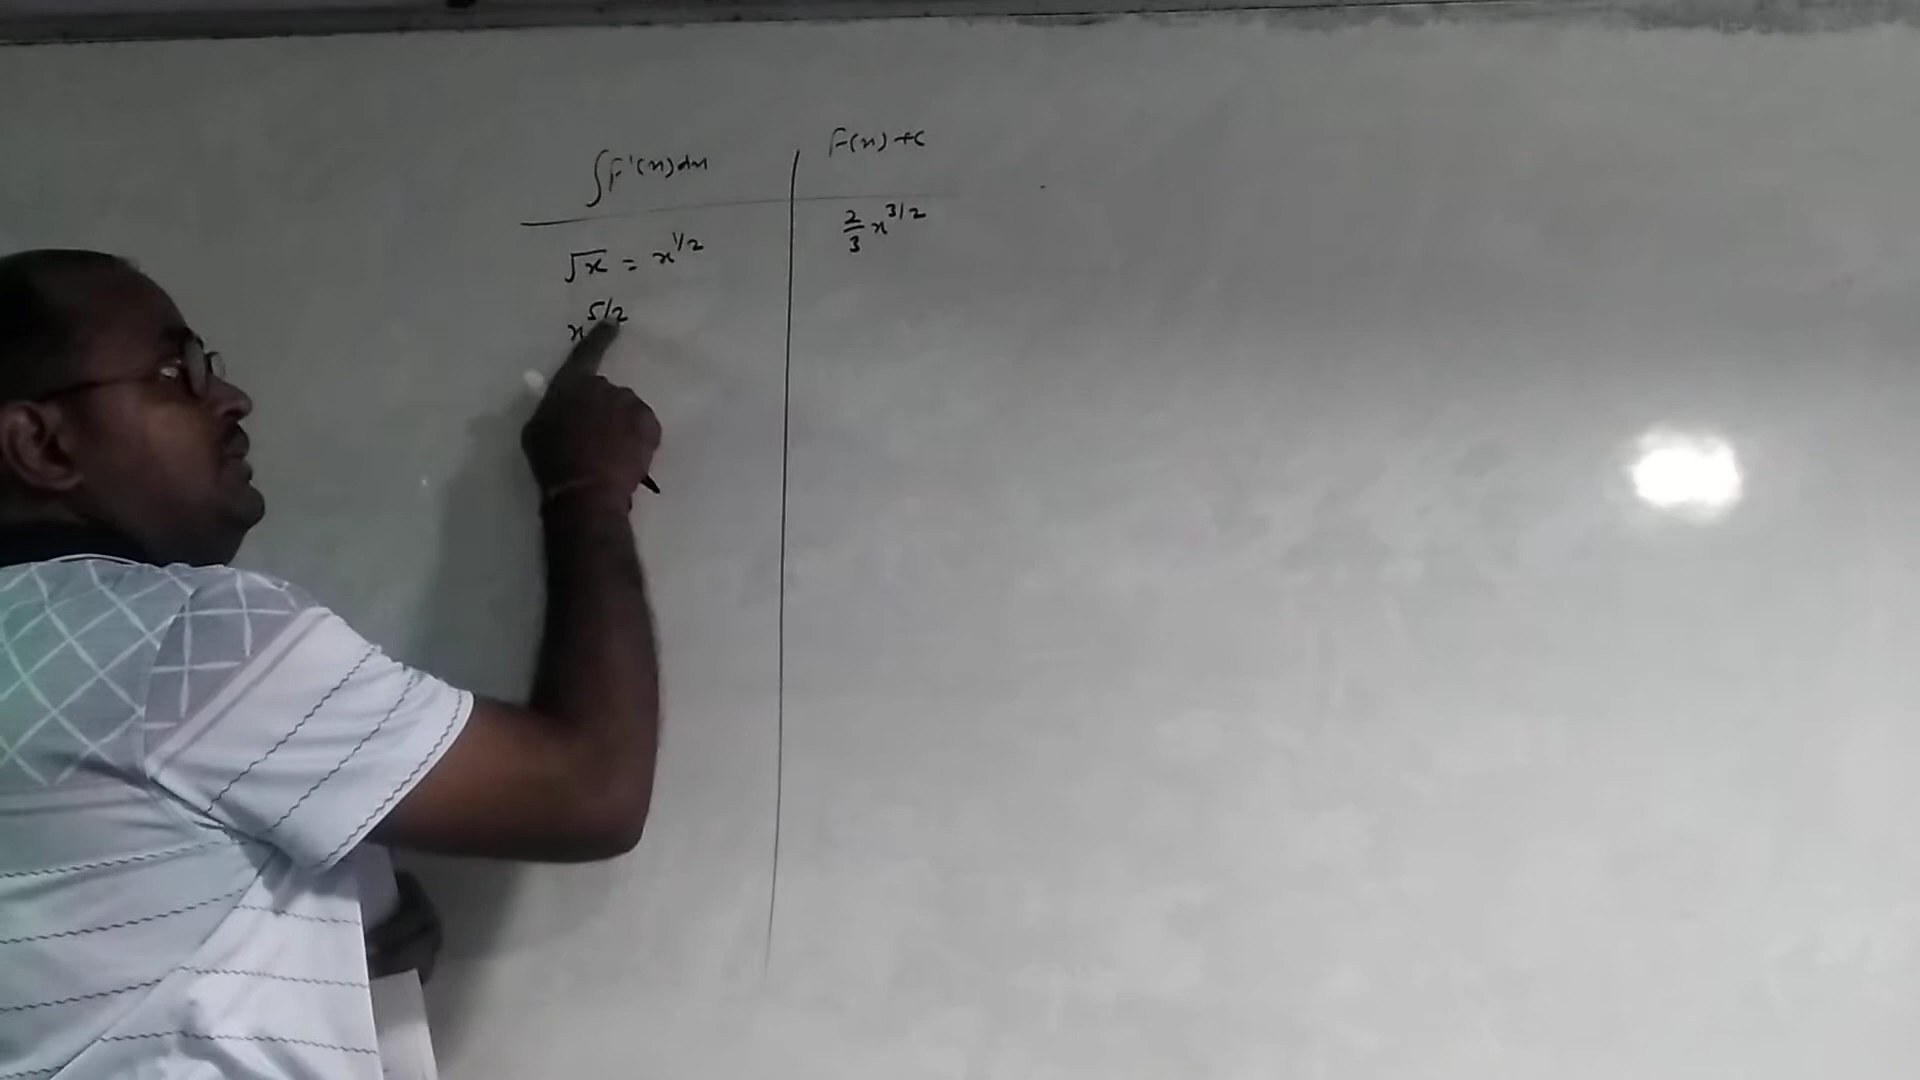 ∫F'(x)dx | F(x)+c
√x = x^1/2 | 2/3 x^3/2
x^5/2